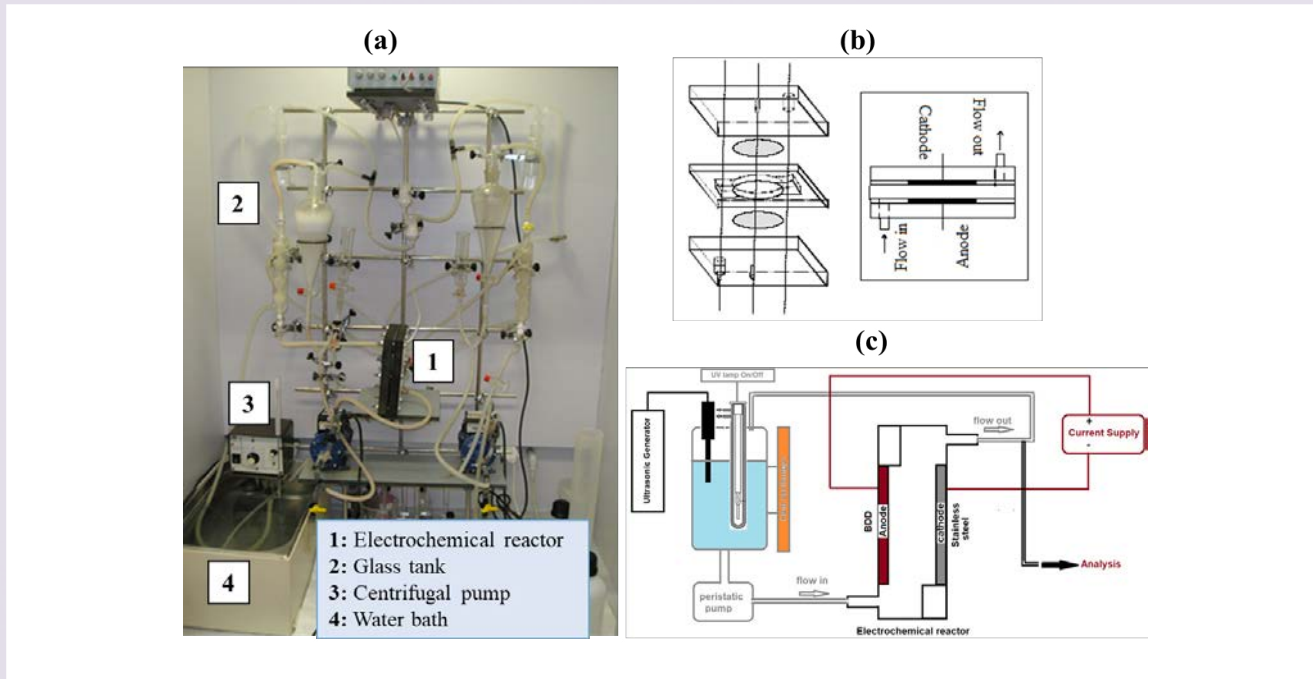 (a)
2
1
3
4
1: Electrochemical reactor
2: Glass tank
3: Centrifugal pump
4: Water bath
(b)
Cathode
Flow out
Flow in
Anode
(c)
UV lamp On/Off
Ultrasonic Generator
flow out
+
Current Supply
-
BDD
Anode
cathode
Stainless
steel
flow in
peristatic
pump
Analysis
Electrochemical reactor